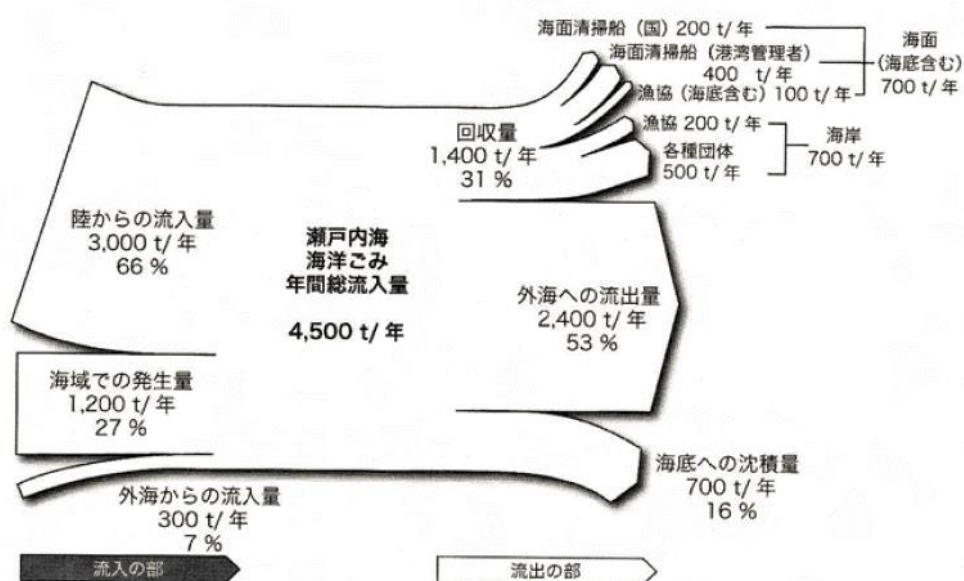 海面清掃船（国）200 t/年
海面清掃船（港湾管理者）
400 t/年
漁協（海底含む）100 t/年
海面
(海底含む)
700 t/年
漁協 200 t/年
各種団体
500 t/年
海岸
700 t/年
回収量
1,400 t/年
31 %
陸からの流入量
3,000 t/年
66 %
瀬戸内海
海洋ごみ
年間総流入量
4,500 t/年
外海への流出量
2,400 t/年
53 %
海域での発生量
1,200 t/年
27 %
海底への沈積量
700 t/年
16 %
外海からの流入量
300 t/年
7 %
流入の部
流出の部